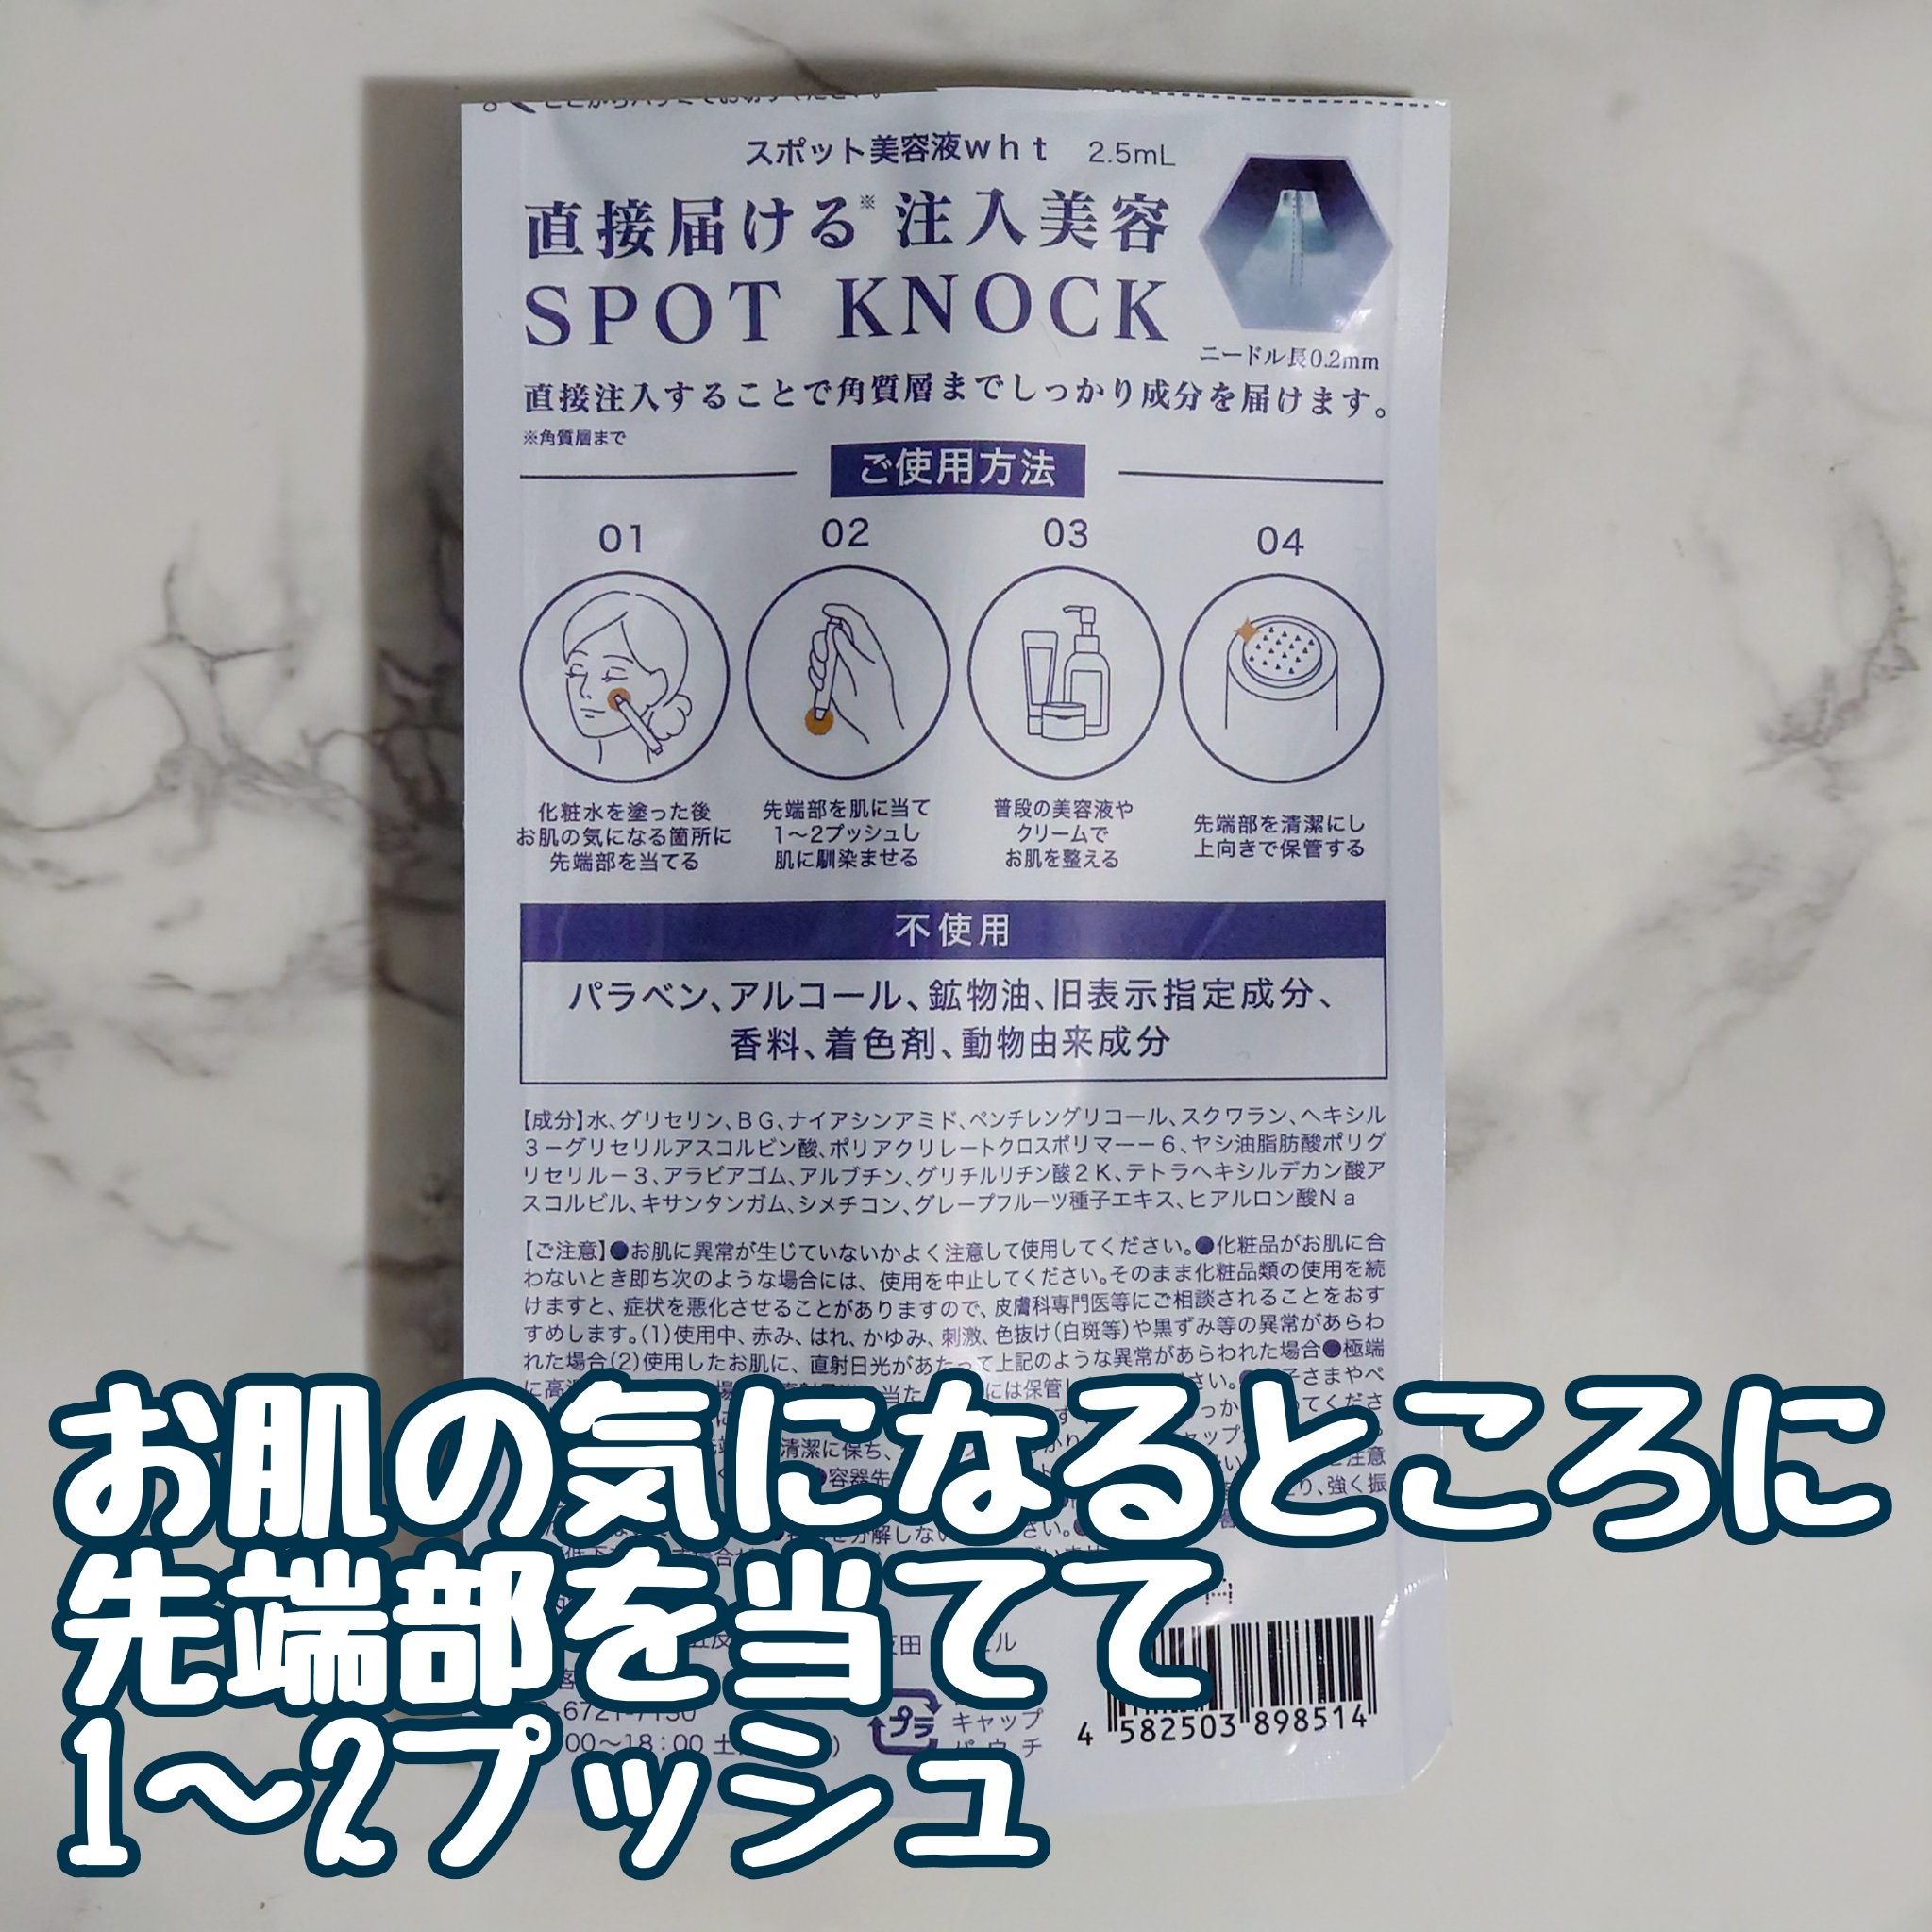 ここからハサミでお切りください。
スポット美容液wht 2.5mL
直接届ける※注入美容
SPOT KNOCK
ニードル長0.2mm
直接注入することで角質層までしっかり成分を届けます。
※角質層まで
ご使用方法
01 02 03 04
化粧水を塗った後
お肌の気になる箇所に
先端部を当てる
先端部を肌に当て
1〜2プッシュし
肌に馴染ませる
普段の美容液や
クリームで
お肌を整える
先端部を清潔にし
上向きで保管する
不使用
パラベン、アルコール、鉱物油、旧表示指定成分、
香料、着色剤、動物由来成分
【成分】水、グリセリン、BG、ナイアシンアミド、ペンチレングリコール、スクワラン、ヘキシル
3－グリセリルアスコルビン酸、ポリアクリレートクロスポリマー－6、ヤシ油脂肪酸ポリグ
リセリル－3、アラビアゴム、アルブチン、グリチルリチン酸2K、テトラヘキシルデカン酸ア
スコルビル、キサンタンガム、シメチコン、グレープフルーツ種子エキス、ヒアルロン酸Na
【ご注意】●お肌に異常が生じていないかよく注意して使用してください。●化粧品がお肌に合
わないとき即ち次のような場合には、使用を中止してください。そのまま化粧品類の使用を続
けますと、症状を悪化させることがありますので、皮膚科専門医等にご相談されることをおす
すめします。(1)使用中、赤み、はれ、かゆみ、刺激、色抜け(白斑等)や黒ずみ等の異常があらわ
れた場合(2)使用したお肌に、直射日光があたって上記のような異常があらわれた場合●極端
お肌の気になるところに
先端部を当てて
1〜2プッシュ
プラ
キャップ
パウチ
4 582503 898514